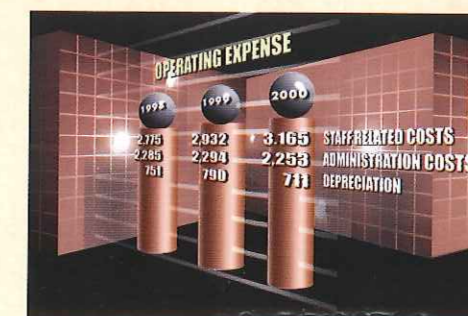 OPERATING EXPENSE
1998 1999 2000
2,775 2,932 3.165 STAFF RELATED COSTS
2,285 2,294 2,253 ADMINISTRATION COSTS
751 790 711 DEPRECIATION